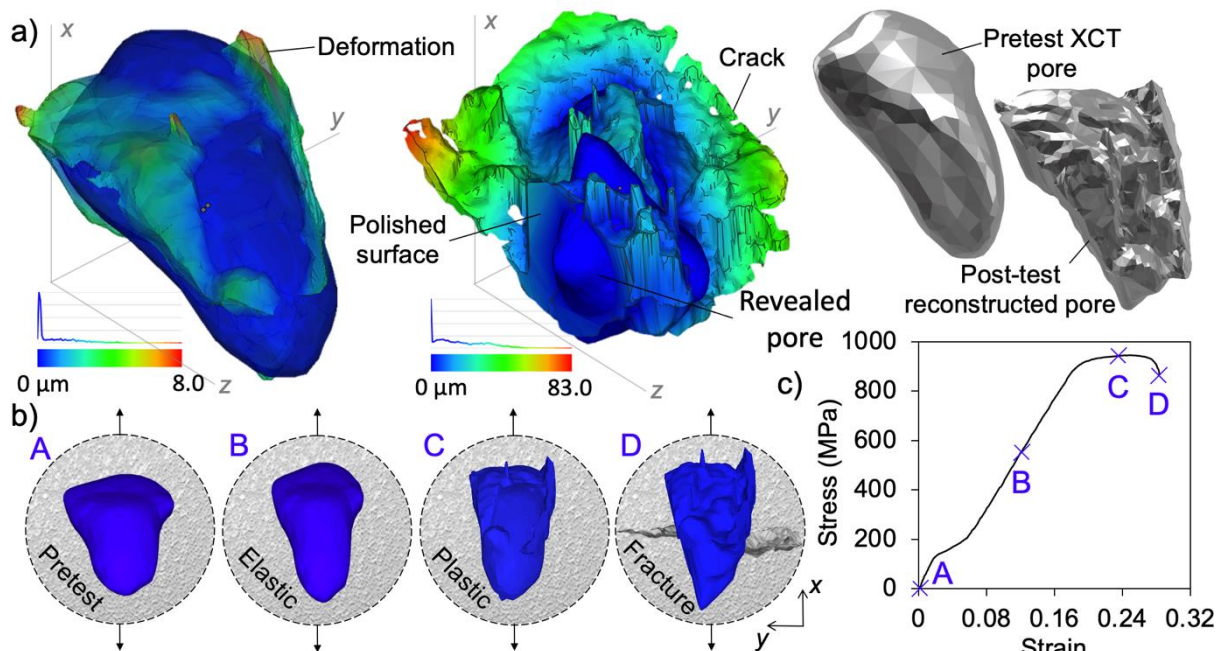 a)
x
Deformation
y
z
0 µm
8.0
x
Crack
y
Polished
surface
Revealed
pore
z
0 µm
83.0
Pretest XCT
pore
Post-test
reconstructed pore
b)
A
Pretest
B
Elastic
C
Plastic
D
Fracture
x
y
c)
Stress (MPa)
1000
800
600
400
200
0
A
B
C
D
0
0.08
0.16
0.24
0.32
Strain